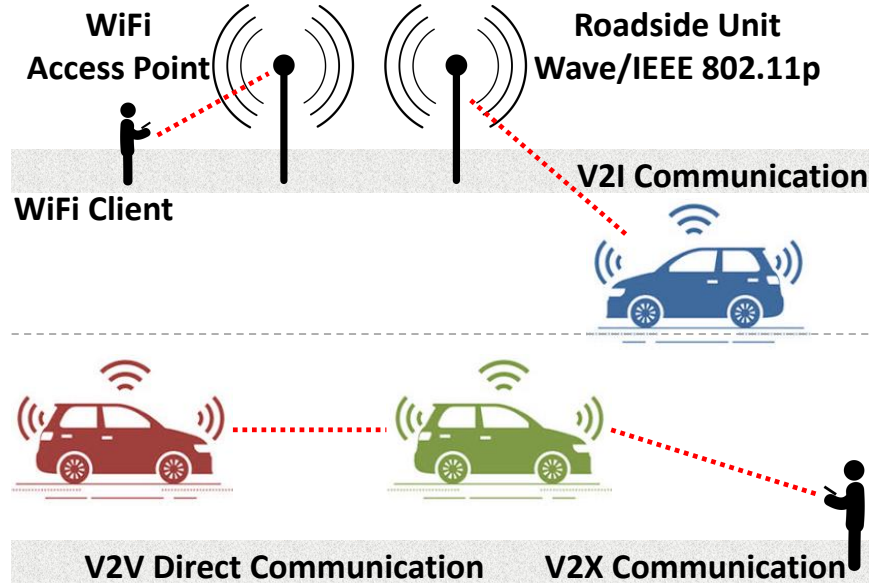 WiFi
Access Point
Roadside Unit
Wave/IEEE 802.11p
V2I Communication
WiFi Client
V2V Direct Communication
V2X Communication